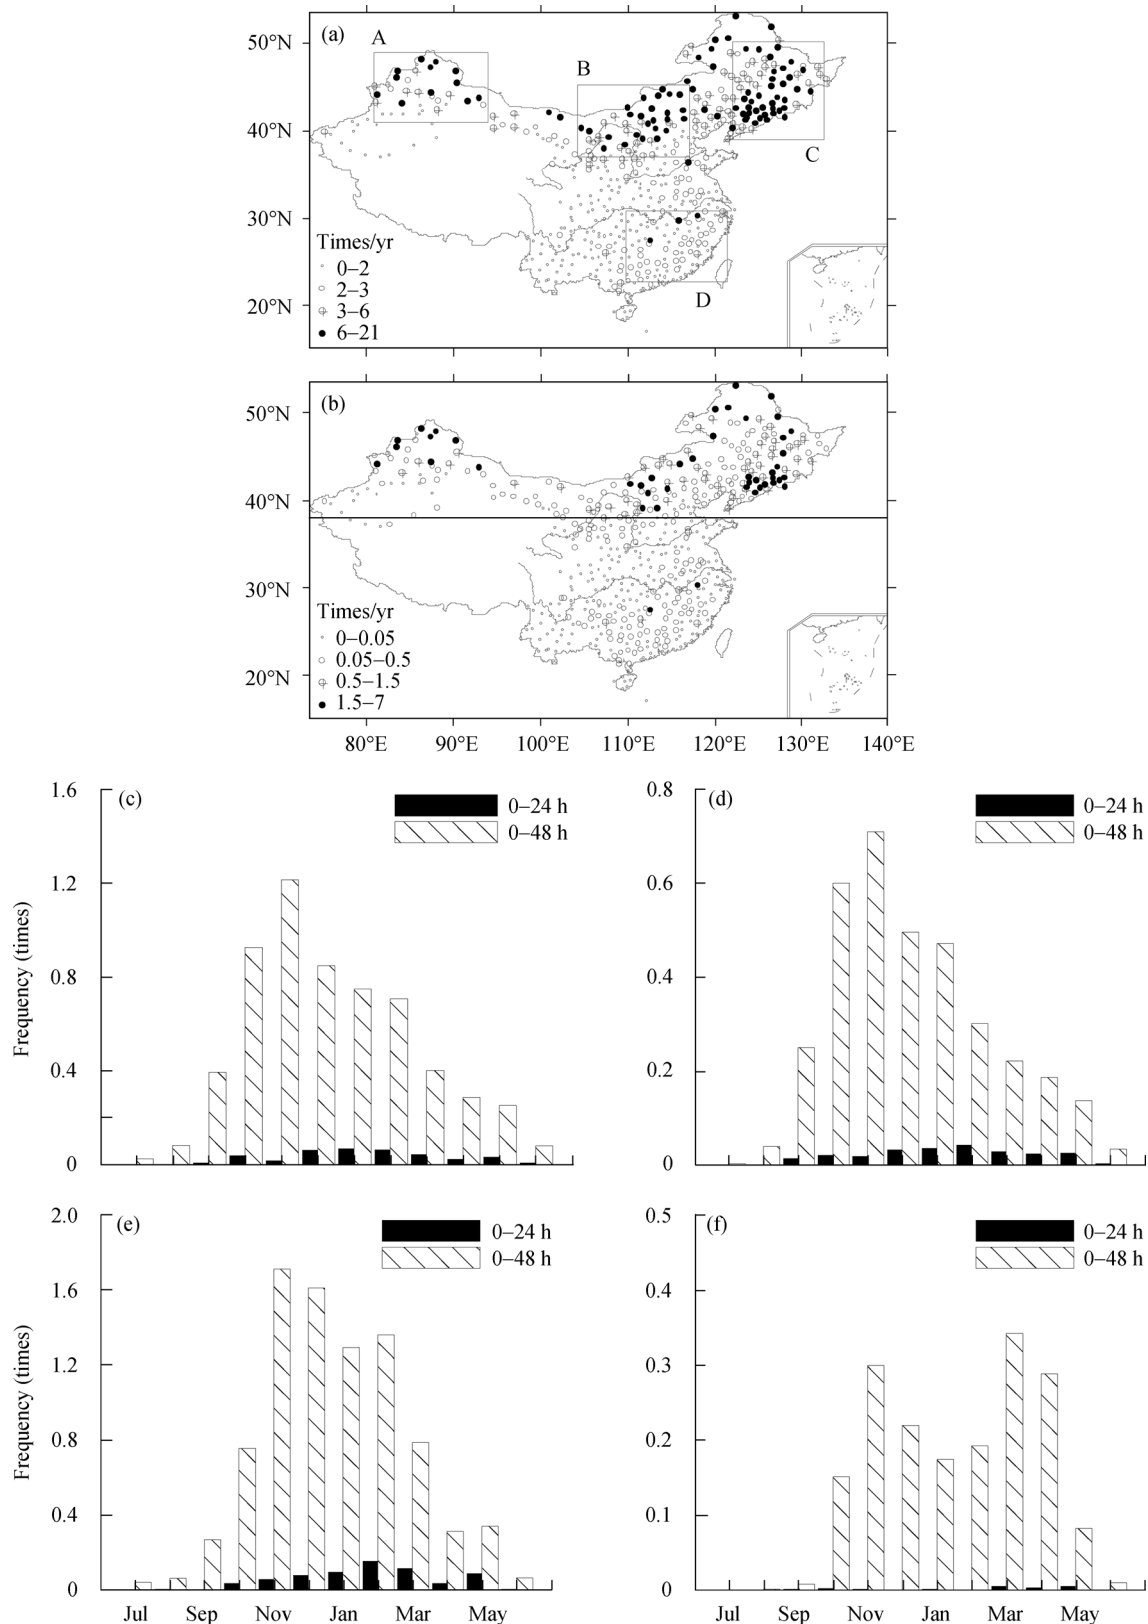 (a)
A
B
C
D
50°N
40°N
30°N
20°N
Times/yr
0–2
2–3
3–6
6–21
(b)
50°N
40°N
30°N
20°N
Times/yr
0–0.05
0.05–0.5
0.5–1.5
1.5–7
80°E 90°E 100°E 110°E 120°E 130°E 140°E
(c)
0–24 h
0–48 h
1.6
1.2
0.8
0.4
0
Frequency (times)
(d)
0–24 h
0–48 h
0.8
0.6
0.4
0.2
0
(e)
0–24 h
0–48 h
2.0
1.6
1.2
0.8
0.4
0
Frequency (times)
Jul Sep Nov Jan Mar May
(f)
0–24 h
0–48 h
0.5
0.4
0.3
0.2
0.1
0
Jul Sep Nov Jan Mar May